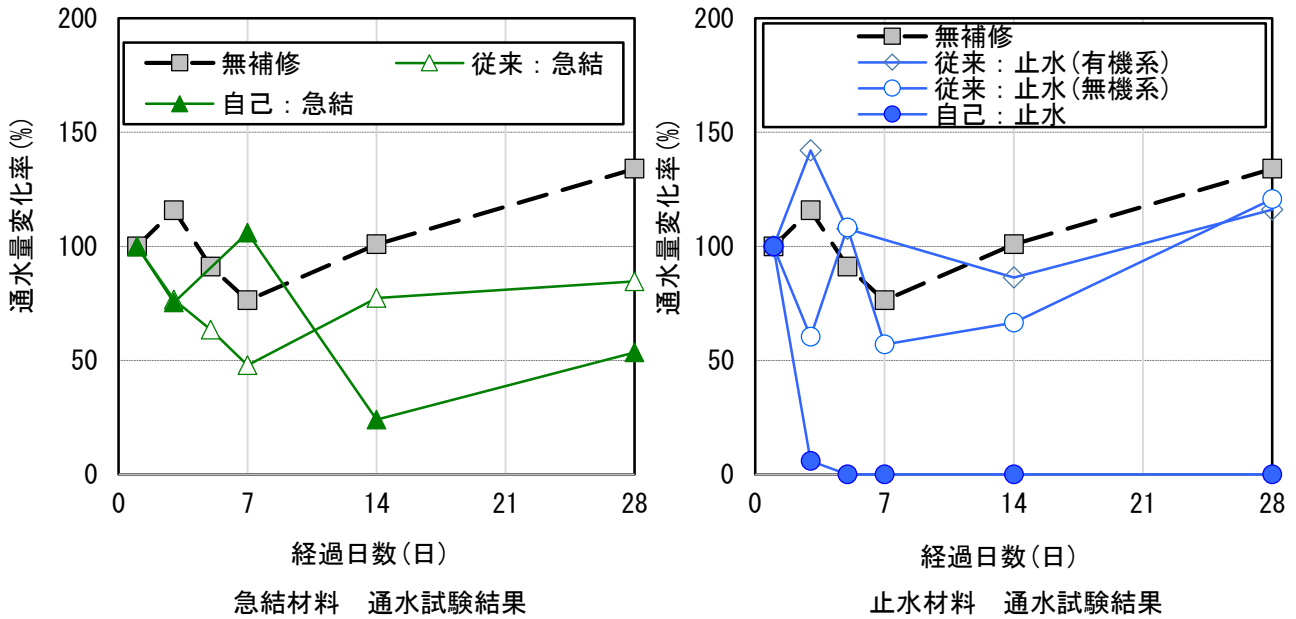 通水量変化率(%)
200
150
100
50
0
無補修
従来：急結
自己：急結
0 7 14 21 28
経過日数(日)
急結材料　通水試験結果
通水量変化率(%)
200
150
100
50
0
無補修
従来：止水(有機系)
従来：止水(無機系)
自己：止水
0 7 14 21 28
経過日数(日)
止水材料　通水試験結果